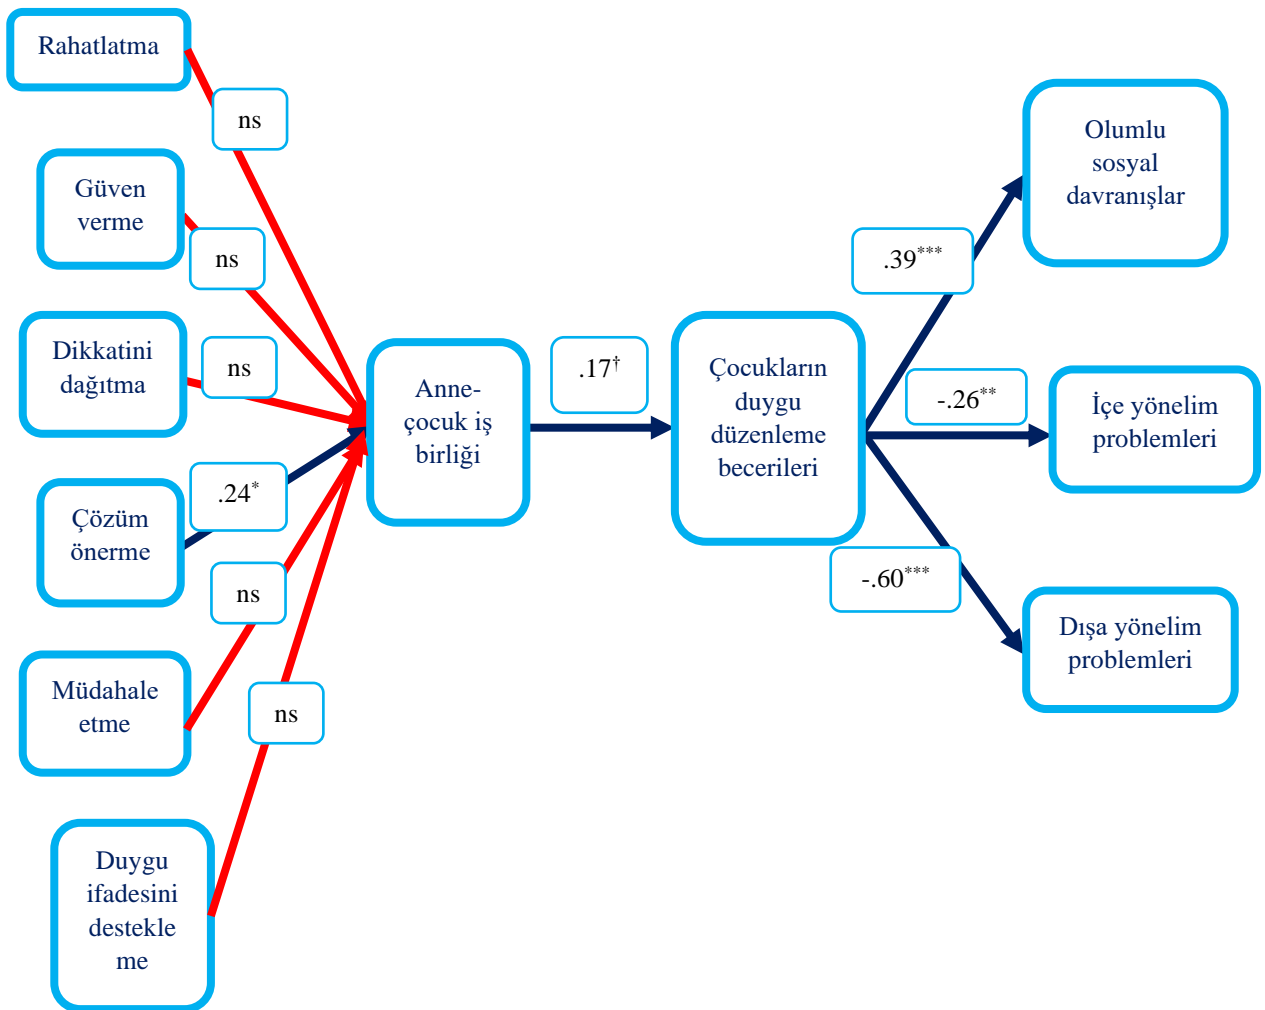 Rahatlatma
ns
Güven
verme
ns
Dikkatini
dağıtma
ns
Çözüm
önerme
.24*
Müdahale
etme
ns
Duygu
ifadesini
destekle
me
ns
Anne-
çocuk iş
birliği
.17†
Çocukların
duygu
düzenleme
becerileri
.39***
-.26**
-.60***
Olumlu
sosyal
davranışlar
İçe yönelim
problemleri
Dışa yönelim
problemleri